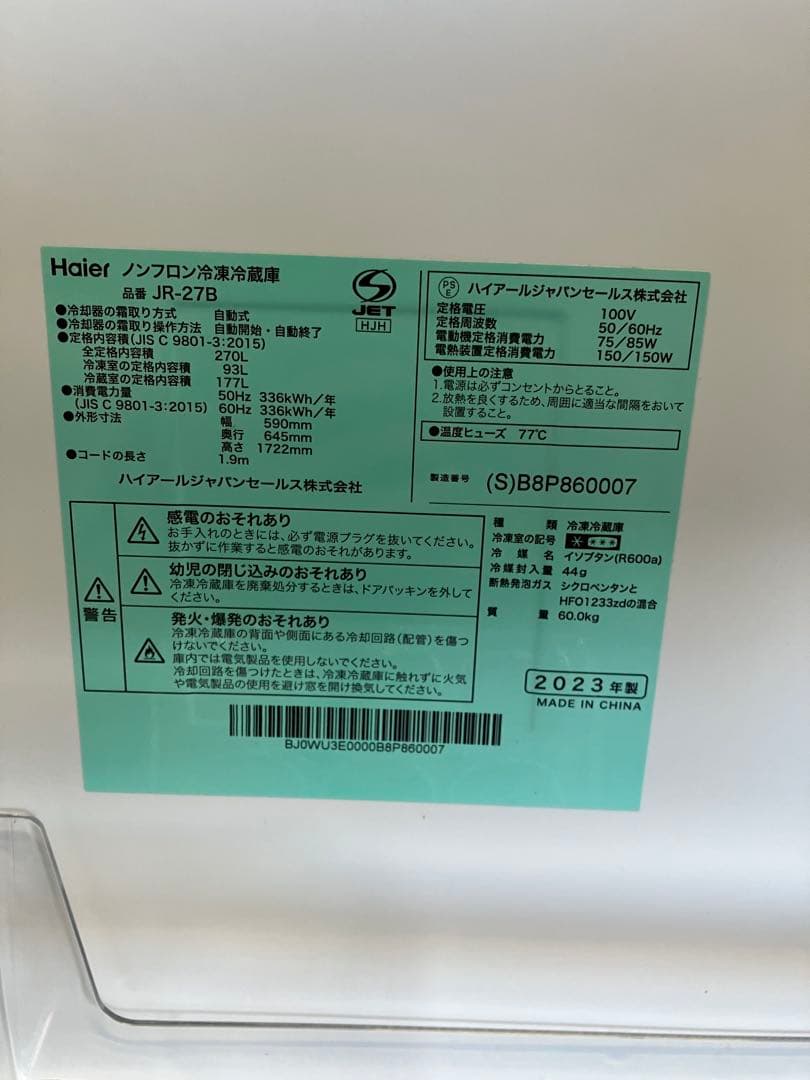 Haier ノンフロン冷凍冷蔵庫
品番 JR-27B
●冷却器の霜取り方式 自動式
●冷却器の霜取り操作方法 自動開始・自動終了
●定格内容積(JIS C 9801-3:2015)
全定格内容積 270L
冷凍室の定格内容積 93L
冷蔵室の定格内容積 177L
●消費電力量 50Hz 336kWh/年
(JIS C 9801-3:2015) 60Hz 336kWh/年
●外形寸法 幅 590mm
奥行 645mm
高さ 1722mm
●コードの長さ 1.9m
ハイアールジャパンセールス株式会社
S
JET
HJH
PS
E
ハイアールジャパンセールス株式会社
定格電圧 100V
定格周波数 50/60Hz
電動機定格消費電力 75/85W
電熱装置定格消費電力 150/150W
●使用上の注意
1.電源は必ずコンセントからとること。
2.放熱を良くするため、周囲に適当な間隔をおいて
設置すること。
●温度ヒューズ 77℃
製造番号 (S)B8P860007
警告
感電のおそれあり
お手入れのときには、必ず電源プラグを抜いてください。
抜かずに作業すると感電のおそれがあります。
幼児の閉じ込みのおそれあり
冷凍冷蔵庫を廃棄処分するときは、ドアパッキンを外して
ください。
発火・爆発のおそれあり
冷凍冷蔵庫の背面や側面にある冷却回路(配管)を傷つ
けないでください。
庫内では電気製品を使用しないでください。
冷却回路を傷つけたときは、冷凍冷蔵庫に触れずに火気
や電気製品の使用を避け窓を開け換気してください。
種類 冷凍冷蔵庫
冷凍室の記号 ****
冷媒名 イソブタン(R600a)
冷媒封入量 44g
断熱発泡ガス シクロペンタンと
HFO1233zdの混合
質量 60.0kg
2023年製
MADE IN CHINA
BJ0WU3E0000B8P860007